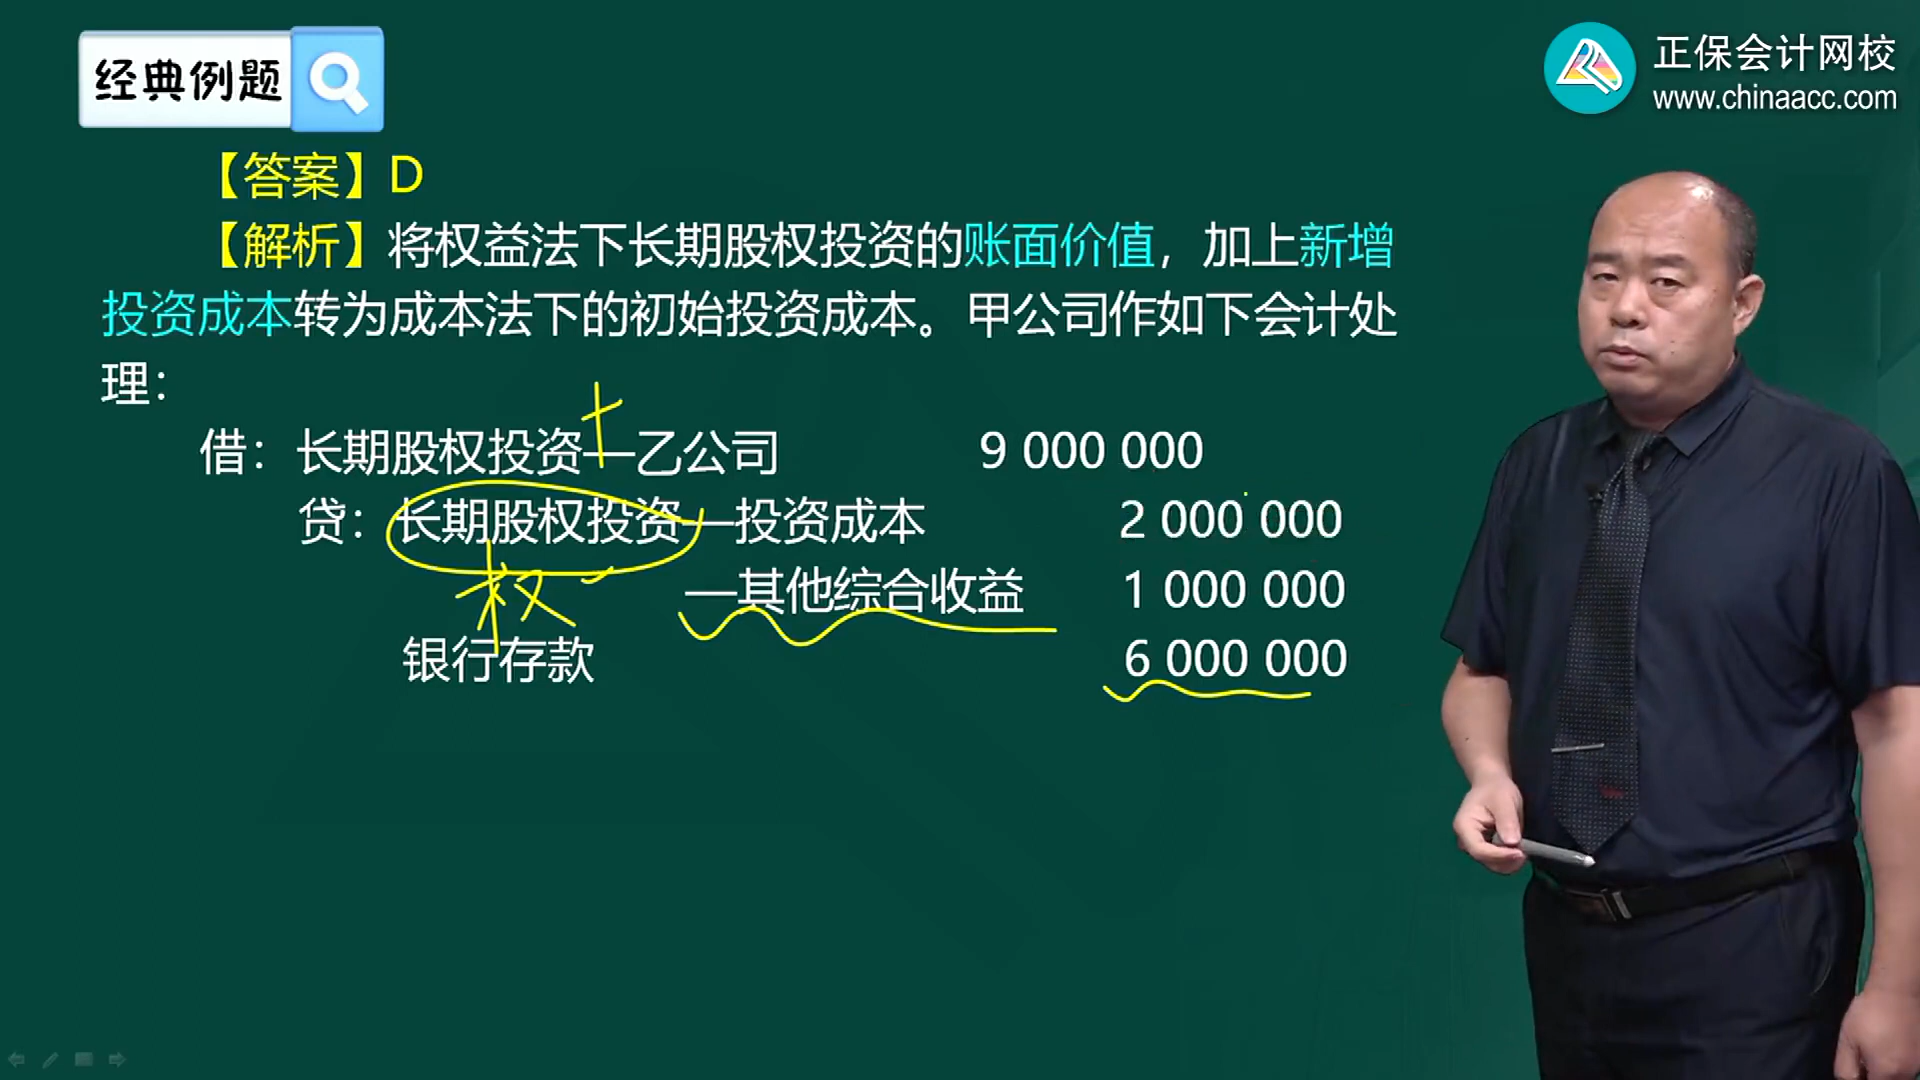 经典例题
正保会计网校
www.chinaacc.com
【答案】D
【解析】将权益法下长期股权投资的账面价值，加上新增
投资成本转为成本法下的初始投资成本。甲公司作如下会计处
理：
借：长期股权投资—乙公司 9 000 000
贷：长期股权投资—投资成本 2 000 000
权
—其他综合收益 1 000 000
银行存款 6 000 000